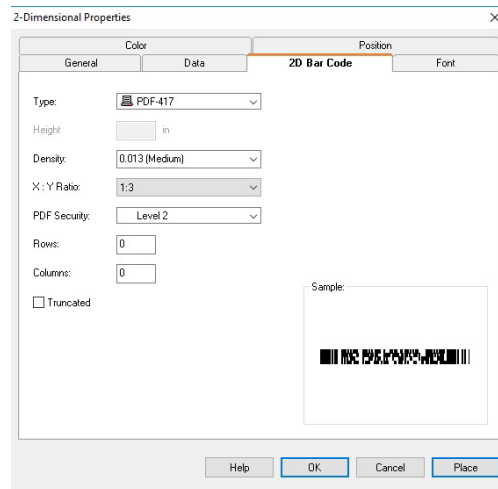 2-Dimensional Properties
Color Position
General Data 2D Bar Code Font
Type: PDF-417
Height in
Density: 0.013 (Medium)
X : Y Ratio: 1:3
PDF Security: Level 2
Rows: 0
Columns: 0
Truncated
Sample:
Help OK Cancel Place